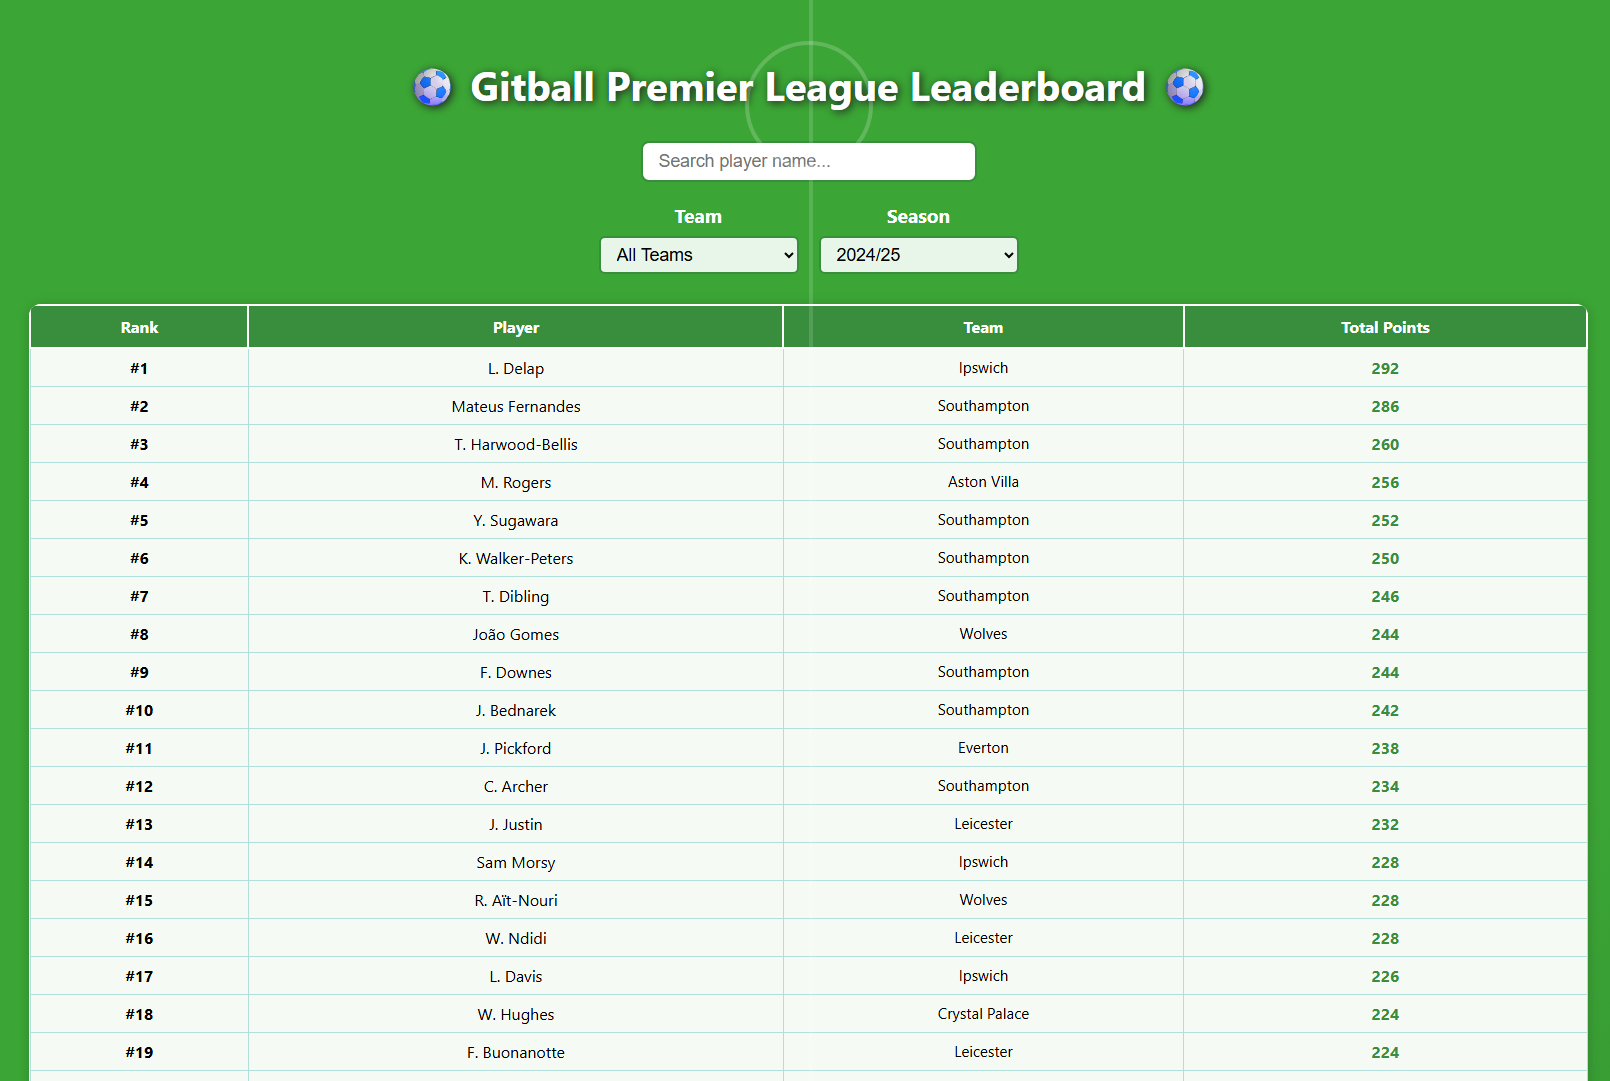 ⚽ Gitball Premier League Leaderboard ⚽
Search player name...
Team Season
All Teams 2024/25
Rank Player Team Total Points
#1 L. Delap Ipswich 292
#2 Mateus Fernandes Southampton 286
#3 T. Harwood-Bellis Southampton 260
#4 M. Rogers Aston Villa 256
#5 Y. Sugawara Southampton 252
#6 K. Walker-Peters Southampton 250
#7 T. Dibling Southampton 246
#8 João Gomes Wolves 244
#9 F. Downes Southampton 244
#10 J. Bednarek Southampton 242
#11 J. Pickford Everton 238
#12 C. Archer Southampton 234
#13 J. Justin Leicester 232
#14 Sam Morsy Ipswich 228
#15 R. Aït-Nouri Wolves 228
#16 W. Ndidi Leicester 228
#17 L. Davis Ipswich 226
#18 W. Hughes Crystal Palace 224
#19 F. Buonanotte Leicester 224